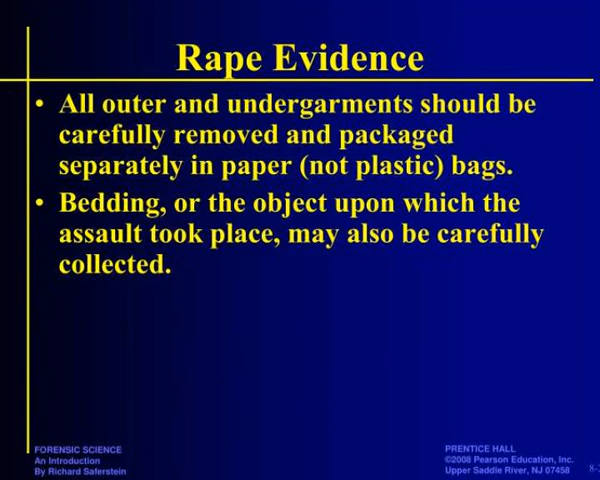 Rape Evidence
• All outer and undergarments should be
carefully removed and packaged
separately in paper (not plastic) bags.
• Bedding, or the object upon which the
assault took place, may also be carefully
collected.
FORENSIC SCIENCE
An Introduction
By Richard Saferstein
PRENTICE HALL
©2008 Pearson Education, Inc.
Upper Saddle River, NJ 07458